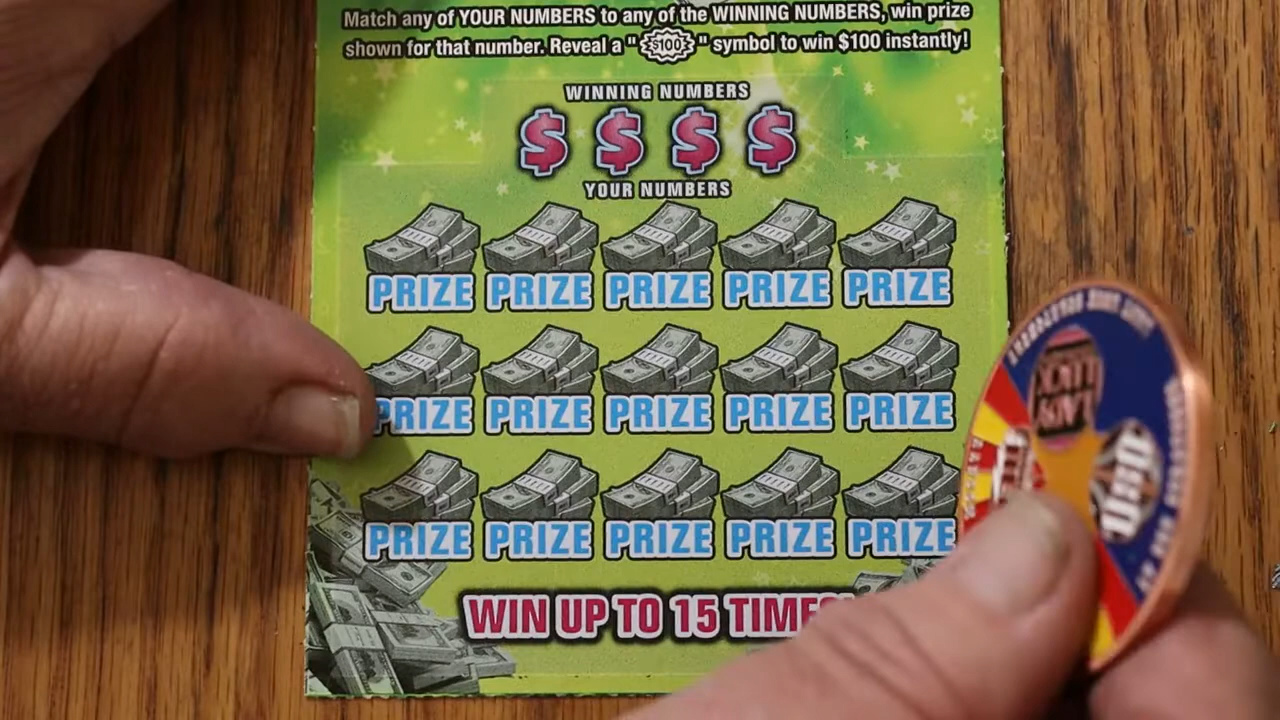 Match any of YOUR NUMBERS to any of the WINNING NUMBERS, win prize
shown for that number. Reveal a "$100" symbol to win $100 instantly!
WINNING NUMBERS
$ $ $ $
YOUR NUMBERS
PRIZE PRIZE PRIZE PRIZE PRIZE
PRIZE PRIZE PRIZE PRIZE PRIZE
PRIZE PRIZE PRIZE PRIZE PRIZE
WIN UP TO 15 TIMES
LADY LUCK